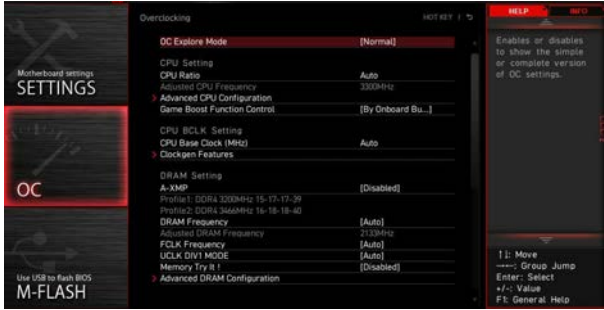 Overclocking
HOT KEY
HELP
INFO
OC Explore Mode [Normal]
CPU Setting
CPU Ratio Auto
Adjusted CPU Frequency 3300MHz
Advanced CPU Configuration
Game Boost Function Control [By Onboard Bu...]
CPU BCLK Setting
CPU Base Clock (MHz) Auto
Clockgen Features
DRAM Setting
A-XMP [Disabled]
Profile1: DDR4 3200MHz 15-17-17-39
Profile2: DDR4 3466MHz 16-18-18-40
DRAM Frequency [Auto]
Adjusted DRAM Frequency 2133MHz
FCLK Frequency [Auto]
UCLK DIV1 MODE [Auto]
Memory Try It ! [Disabled]
Advanced DRAM Configuration
Motherboard settings
SETTINGS
OC
Use USB to flash BIOS
M-FLASH
Enables or disables
to show the simple
or complete version
of OC settings.
↑↓: Move
→←: Group Jump
Enter: Select
+/-: Value
F1: General Help